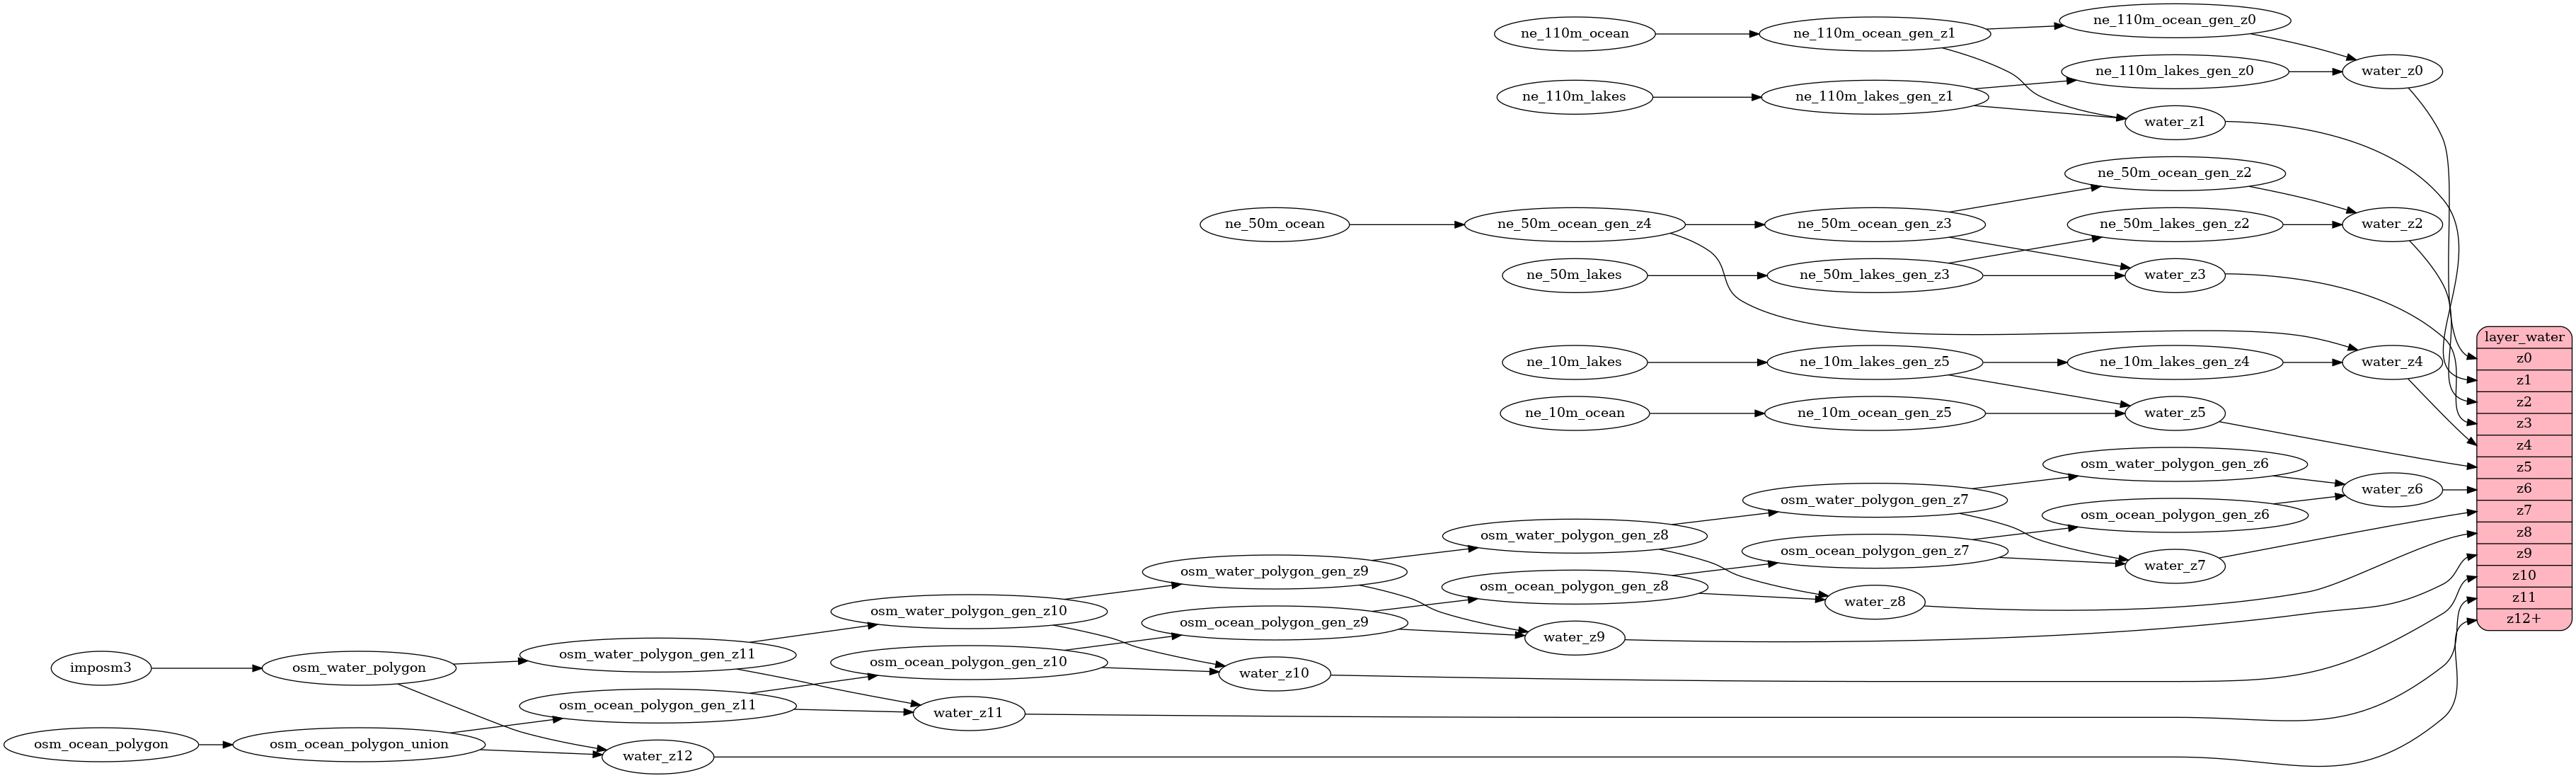 ne_110m_ocean_gen_z0
ne_110m_ocean
ne_110m_ocean_gen_z1
ne_110m_lakes_gen_z0
water_z0
ne_110m_lakes
ne_110m_lakes_gen_z1
water_z1
ne_50m_ocean_gen_z2
ne_50m_ocean
ne_50m_ocean_gen_z4
ne_50m_ocean_gen_z3
ne_50m_lakes_gen_z2
water_z2
ne_50m_lakes
ne_50m_lakes_gen_z3
water_z3
layer_water
z0
z1
z2
z3
z4
z5
z6
z7
z8
z9
z10
z11
z12+
ne_10m_lakes
ne_10m_lakes_gen_z5
ne_10m_lakes_gen_z4
water_z4
ne_10m_ocean
ne_10m_ocean_gen_z5
water_z5
osm_water_polygon_gen_z6
water_z6
osm_water_polygon_gen_z7
osm_ocean_polygon_gen_z6
osm_water_polygon_gen_z8
osm_ocean_polygon_gen_z7
water_z7
osm_water_polygon_gen_z9
osm_ocean_polygon_gen_z8
water_z8
osm_water_polygon_gen_z10
osm_ocean_polygon_gen_z9
water_z9
imposm3
osm_water_polygon
osm_water_polygon_gen_z11
osm_ocean_polygon_gen_z10
water_z10
osm_ocean_polygon_gen_z11
water_z11
osm_ocean_polygon
osm_ocean_polygon_union
water_z12